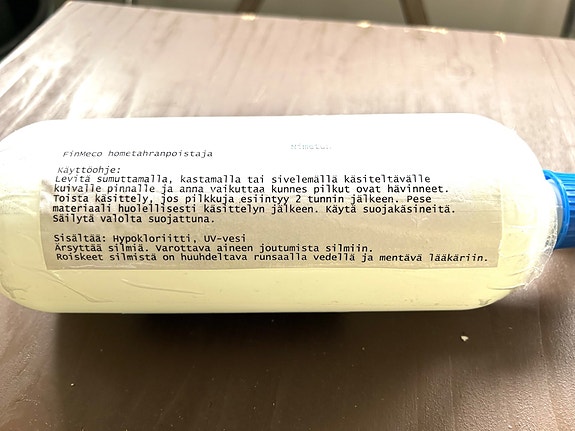 FinMeco hometahranpoistaja
Käyttöohje:
Levitä sumuttamalla, kastamalla tai sivelemällä käsiteltävälle
kuivalle pinnalle ja anna vaikuttaa kunnes pilkut ovat hävinneet.
Toista käsittely, jos pilkkuja esiintyy 2 tunnin jälkeen. Pese
materiaali huolellisesti käsittelyn jälkeen. Käytä suojakäsineitä.
Säilytä valolta suojattuna.
Sisältää: Hypokloriitti, UV-vesi
Ärsyttää silmiä. Varottava aineen joutumista silmiin.
Roiskeet silmistä on huuhdeltava runsaalla vedellä ja mentävä lääkäriin.